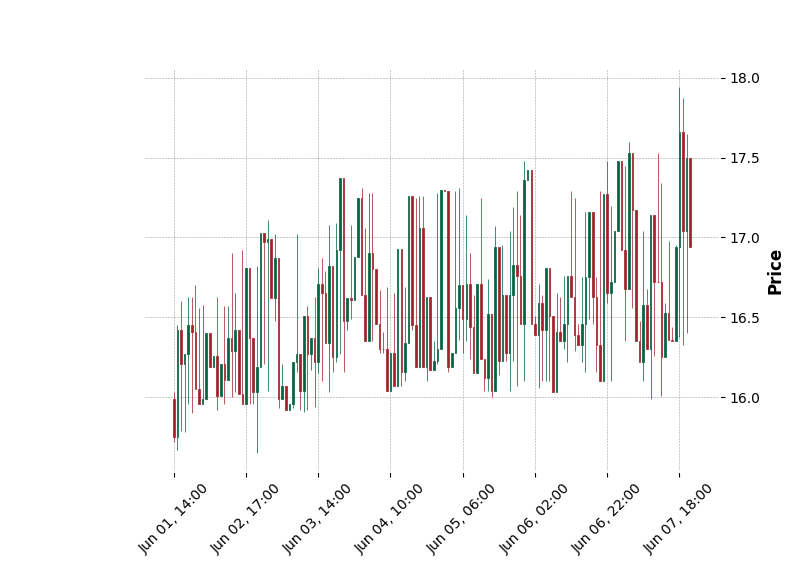 18.0
17.5
17.0
16.5
16.0
Price
Jun 01, 14:00
Jun 02, 17:00
Jun 03, 14:00
Jun 04, 10:00
Jun 05, 06:00
Jun 06, 02:00
Jun 06, 22:00
Jun 07, 18:00